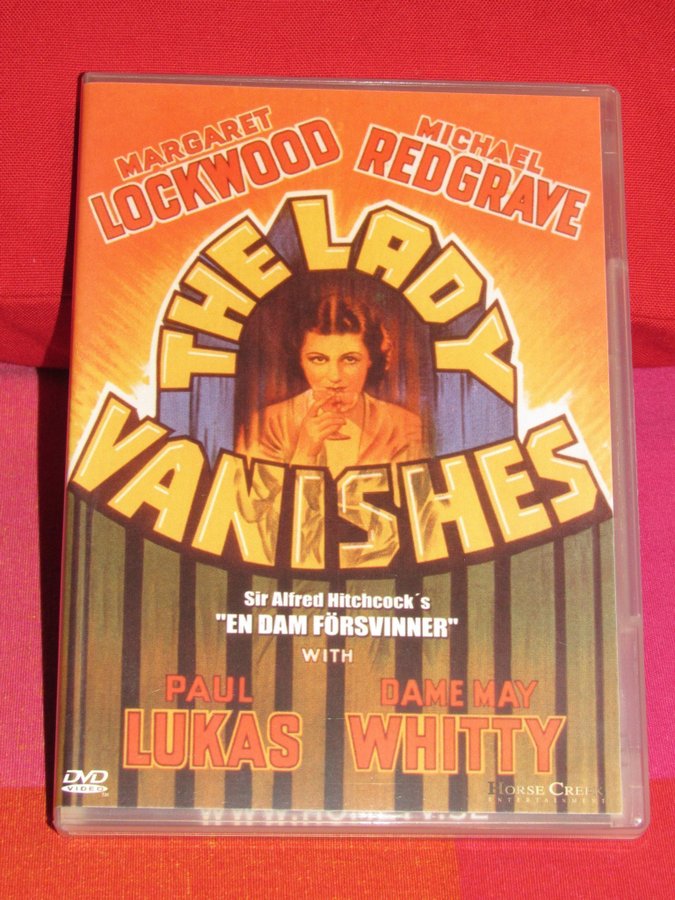 MARGARET
LOCKWOOD
MICHAEL
REDGRAVE
THE LADY
VANISHES
Sir Alfred Hitchcock´s
"EN DAM FÖRSVINNER"
WITH
PAUL
LUKAS
DAME MAY
WHITTY
DVD
VIDEO
HORSE CREEK
ENTERTAINMENT